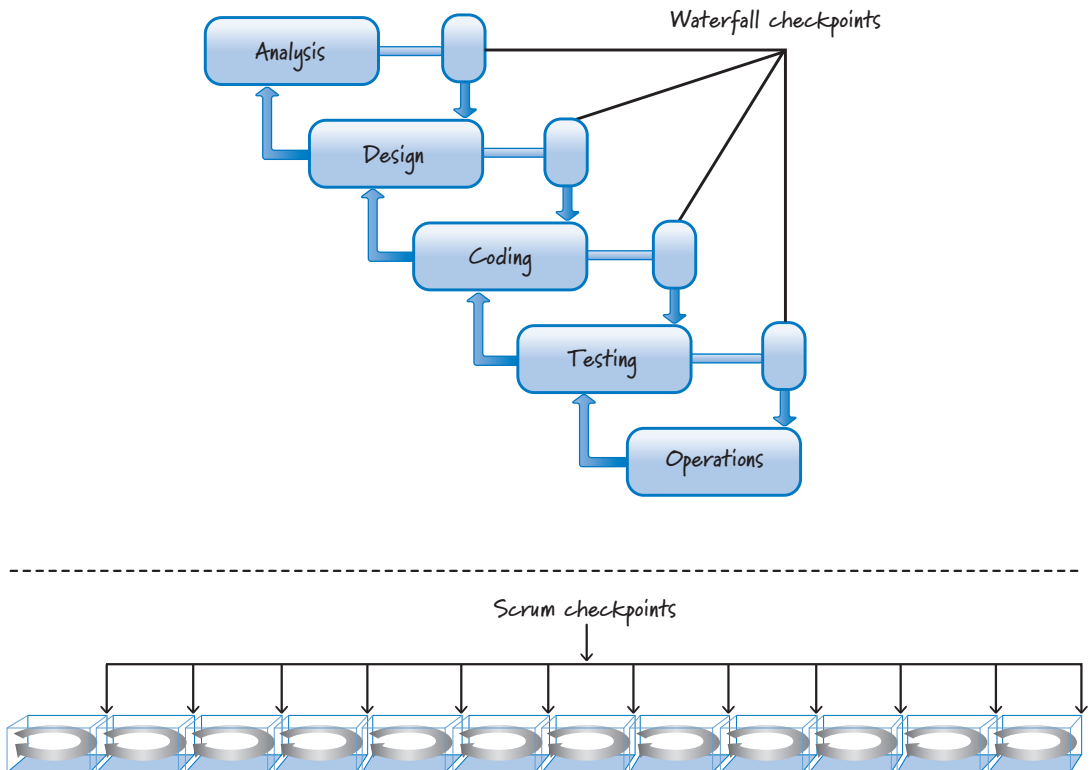 Waterfall checkpoints
Analysis
Design
Coding
Testing
Operations
Scrum checkpoints